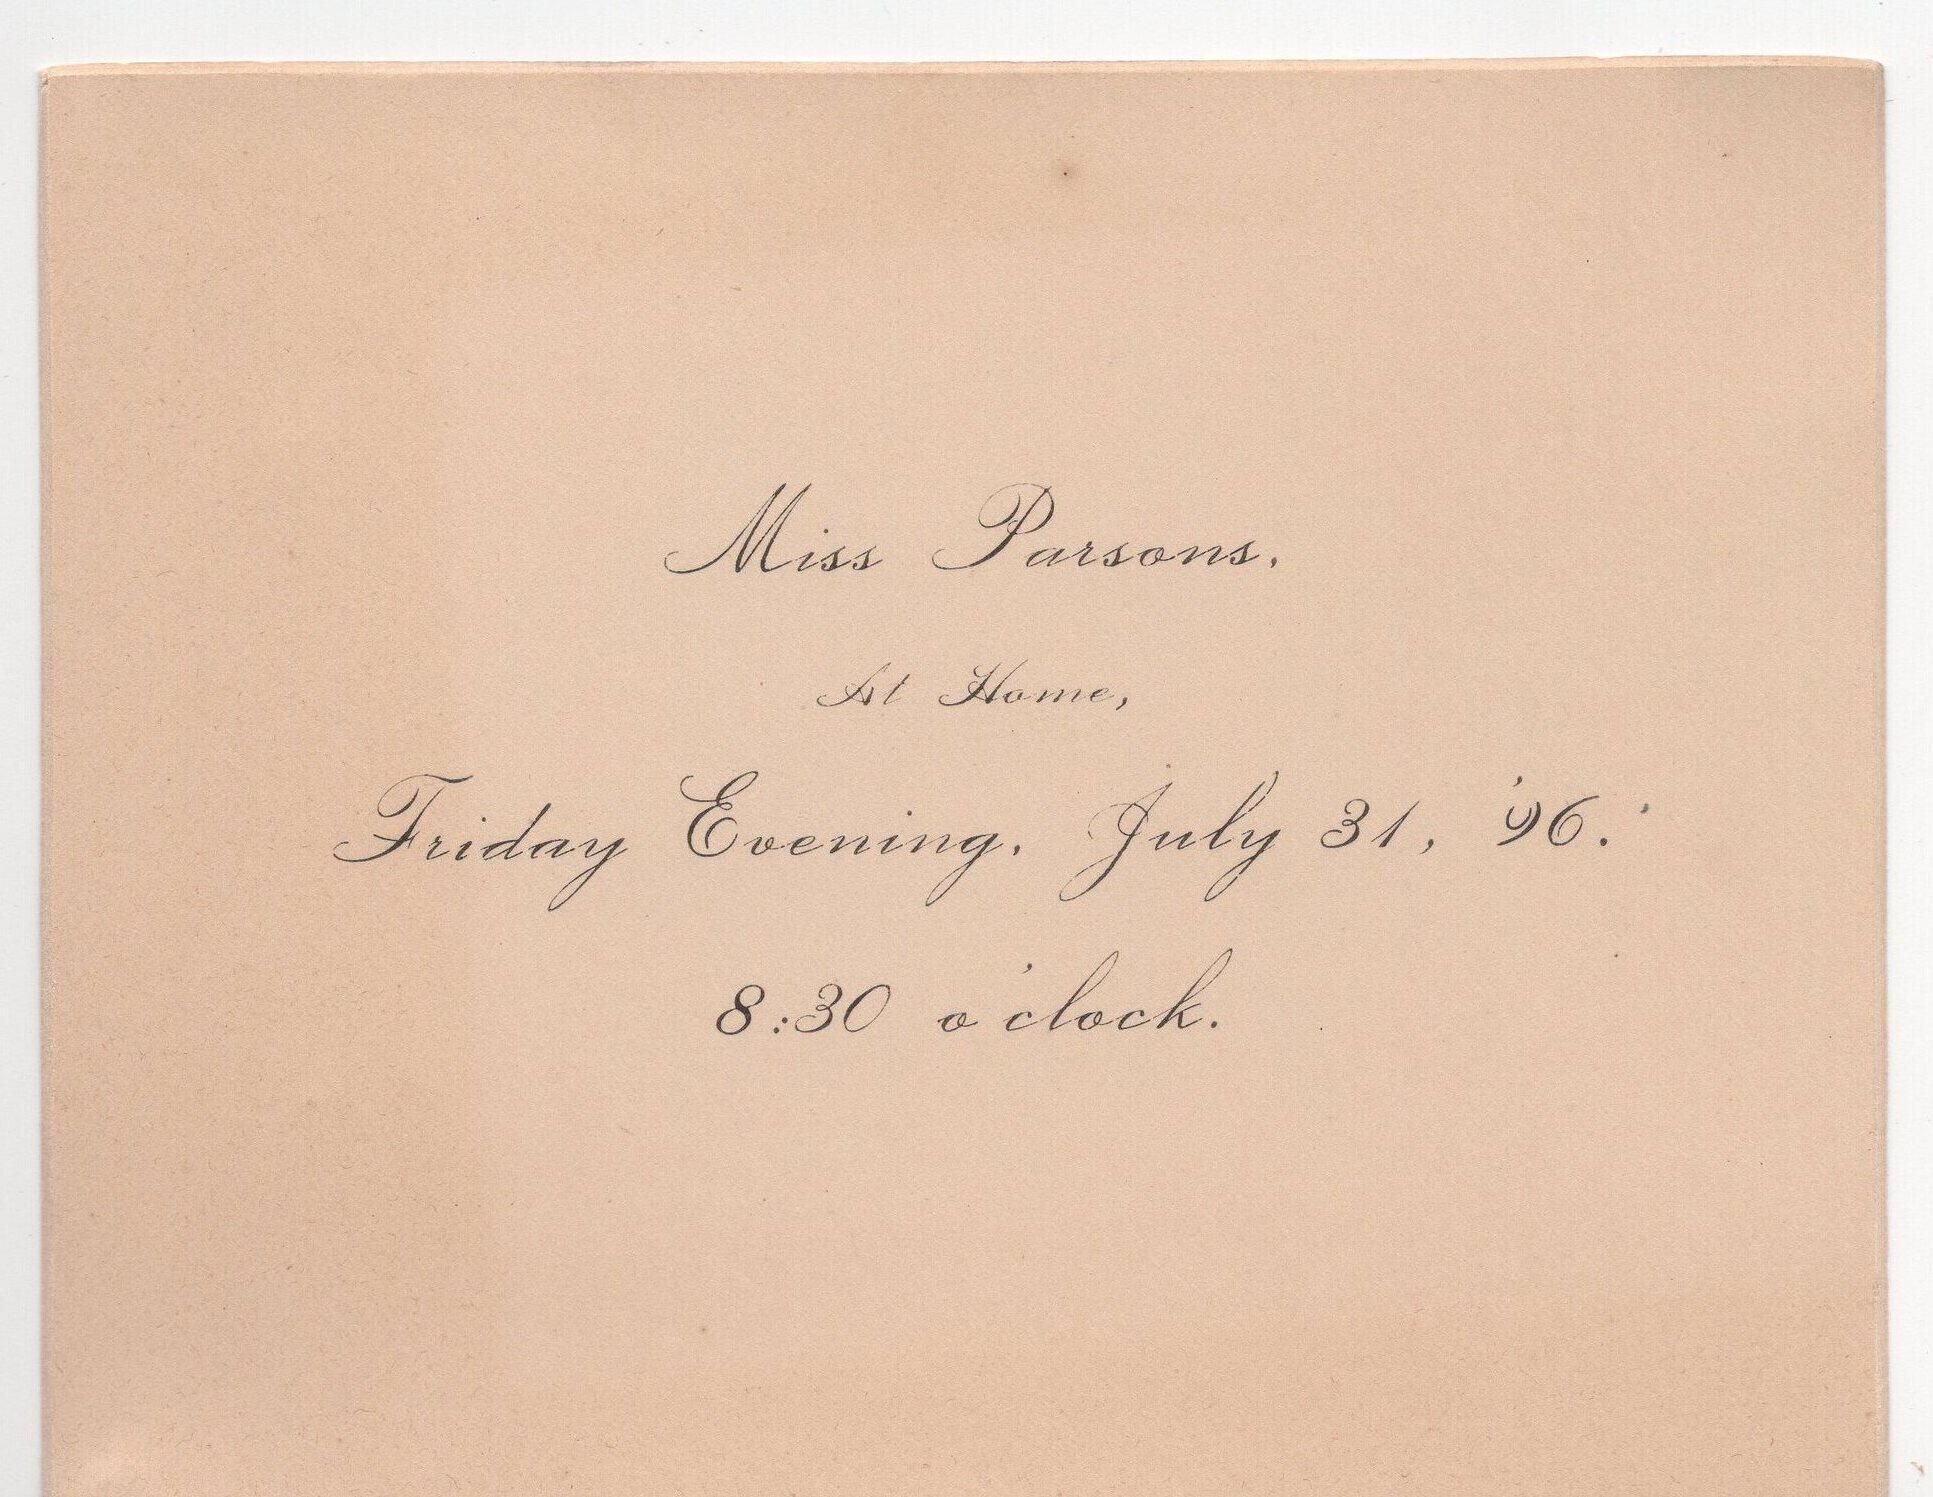 Miss Parsons.
At Home,
Friday Evening, July 31, '96.
8:30 o'clock.